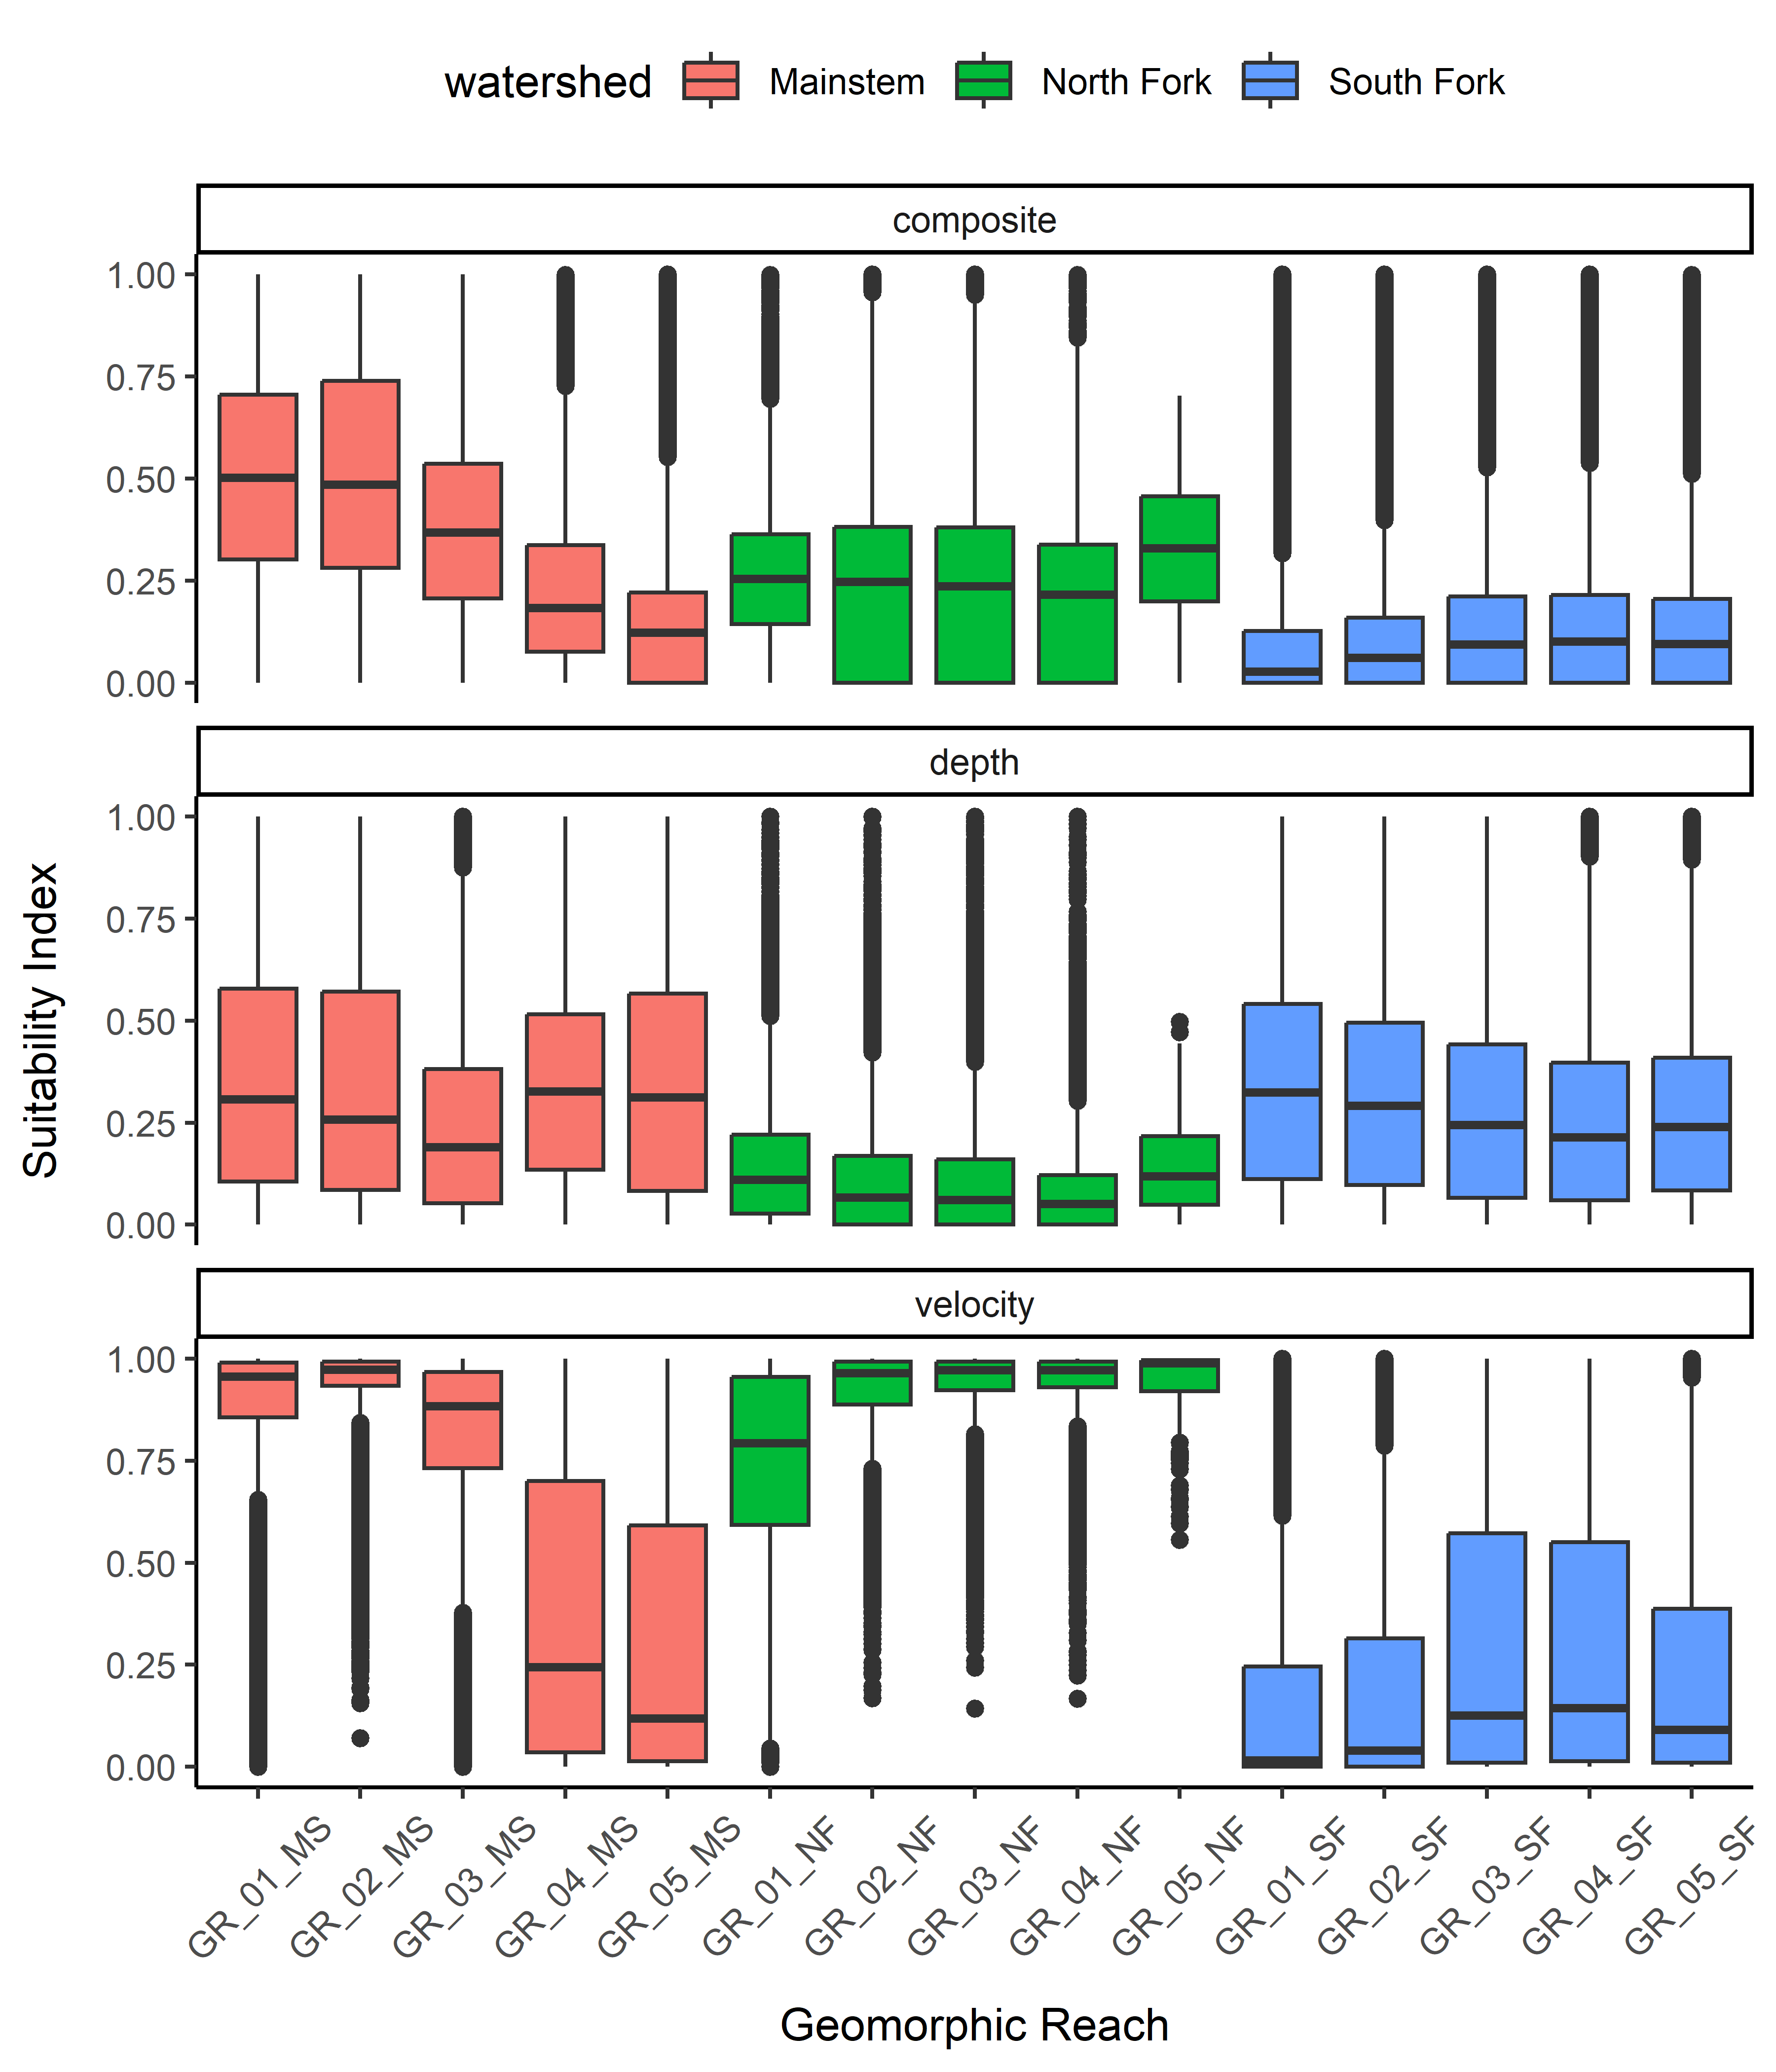 watershed Mainstem North Fork South Fork
composite
1.00
0.75
0.50
0.25
0.00
depth
1.00
0.75
0.50
0.25
0.00
velocity
1.00
0.75
0.50
0.25
0.00
Suitability Index
GR_01_MS GR_02_MS GR_03_MS GR_04_MS GR_05_MS GR_01_NF GR_02_NF GR_03_NF GR_04_NF GR_05_NF GR_01_SF GR_02_SF GR_03_SF GR_04_SF GR_05_SF
Geomorphic Reach